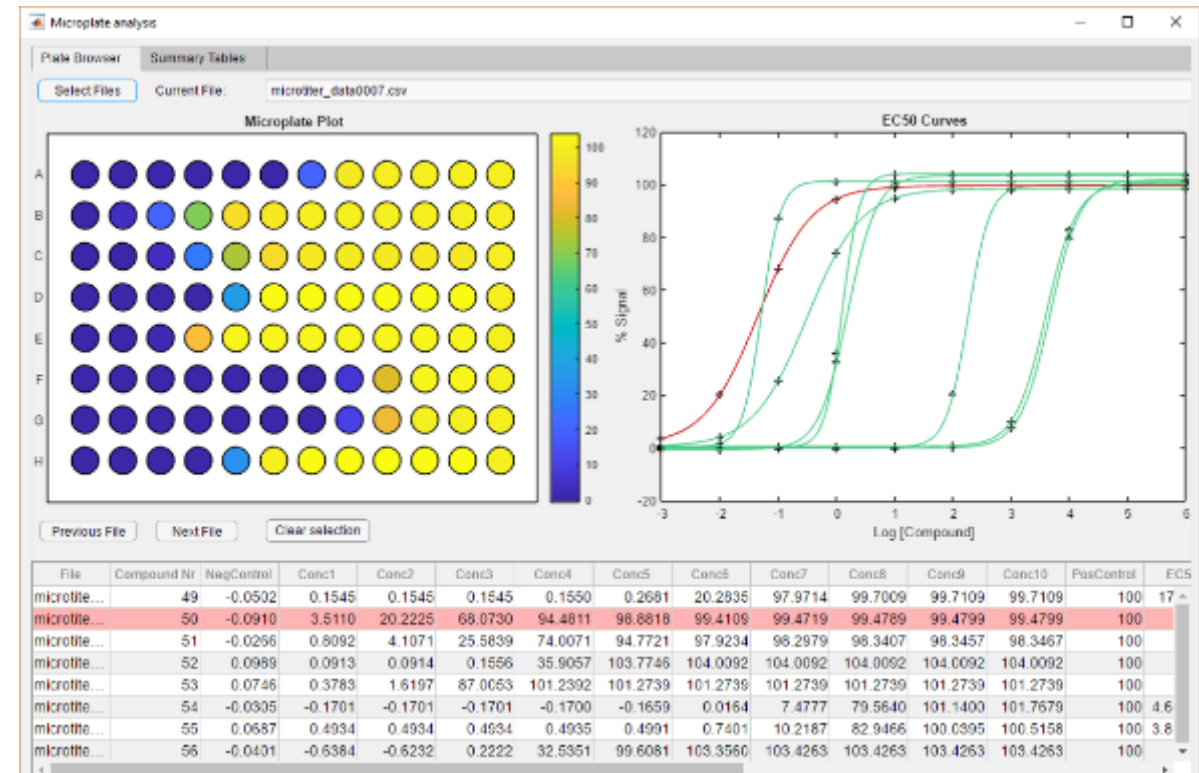 Microplate analysis
Plate Browser Summary Tables
Select Files Current File: microtiter_data0007.csv
Microplate Plot
A
B
C
D
E
F
G
H
100
90
80
70
60
50
40
30
20
10
0
EC50 Curves
120
100
80
60
40
20
0
-20
% Signal
-3 -2 -1 0 1 2 3 4 5 6
Log [Compound]
Previous File Next File Clear selection
File Compound Nr NegControl Conc1 Conc2 Conc3 Conc4 Conc5 Conc6 Conc7 Conc8 Conc9 Conc10 PosControl EC5
microtite... 49 -0.0502 0.1545 0.1545 0.1545 0.1550 0.2681 20.2835 97.9714 99.7009 99.7109 99.7109 100 17
microtite... 50 -0.0910 3.5110 20.2225 68.0730 94.4811 98.8818 99.4109 99.4719 99.4789 99.4799 99.4799 100
microtite... 51 -0.0266 0.8092 4.1071 25.5839 74.0071 94.7721 97.9234 98.2979 98.3407 98.3457 98.3467 100
microtite... 52 0.0989 0.0913 0.0914 0.1556 35.9057 103.7746 104.0092 104.0092 104.0092 104.0092 104.0092 100
microtite... 53 0.0746 0.3783 1.6197 87.0053 101.2392 101.2739 101.2739 101.2739 101.2739 101.2739 101.2739 100
microtite... 54 -0.0305 -0.1701 -0.1701 -0.1701 -0.1700 -0.1659 0.0164 7.4777 79.5640 101.1400 101.7679 100 4.6
microtite... 55 0.0687 0.4934 0.4934 0.4934 0.4935 0.4991 0.7401 10.2187 82.9466 100.0395 100.5158 100 3.8
microtite... 56 -0.0401 -0.6384 -0.6232 0.2222 32.5351 99.6081 103.3560 103.4263 103.4263 103.4263 103.4263 100